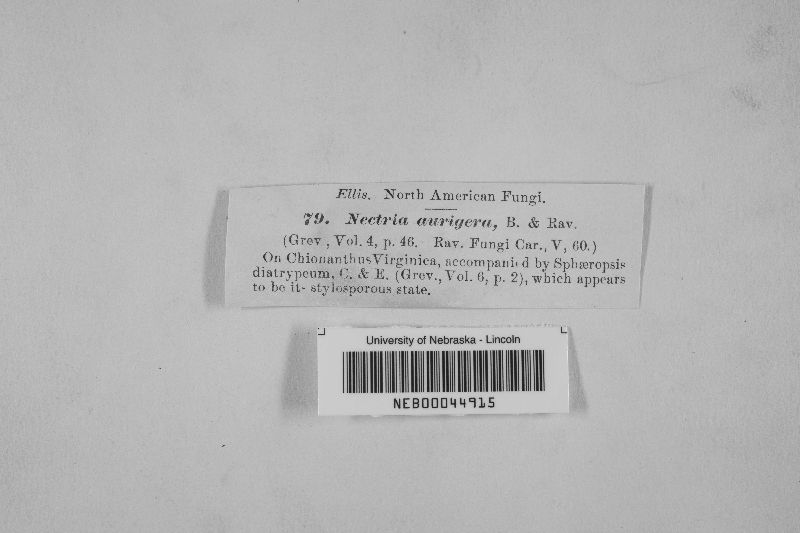 Ellis. North American Fungi.
79. Nectria aurigera, B. & Rav.
(Grev, Vol. 4, p. 46. Rav. Fungi Car., V, 60.)
On Chionanthus Virginica, accompanied by Sphæropsis
diatrypeum, C. & E. (Grev., Vol. 6, p. 2), which appears
to be it- stylosporous state.
University of Nebraska - Lincoln
NEB00044915